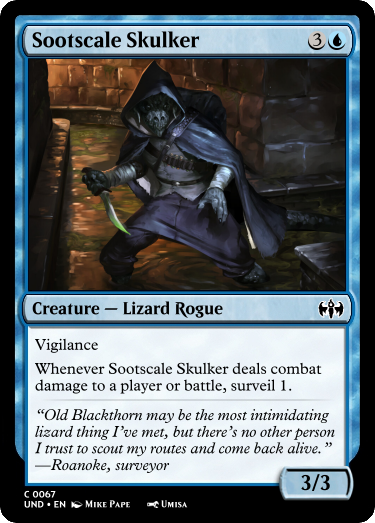 Sootscale Skulker 3
Creature — Lizard Rogue
Vigilance
Whenever Sootscale Skulker deals combat
damage to a player or battle, surveil 1.
“Old Blackthorn may be the most intimidating
lizard thing I’ve met, but there’s no other person
I trust to scout my routes and come back alive.”
—Roanoke, surveyor
3/3
C 0067
UND • EN Mike Pape Umisa